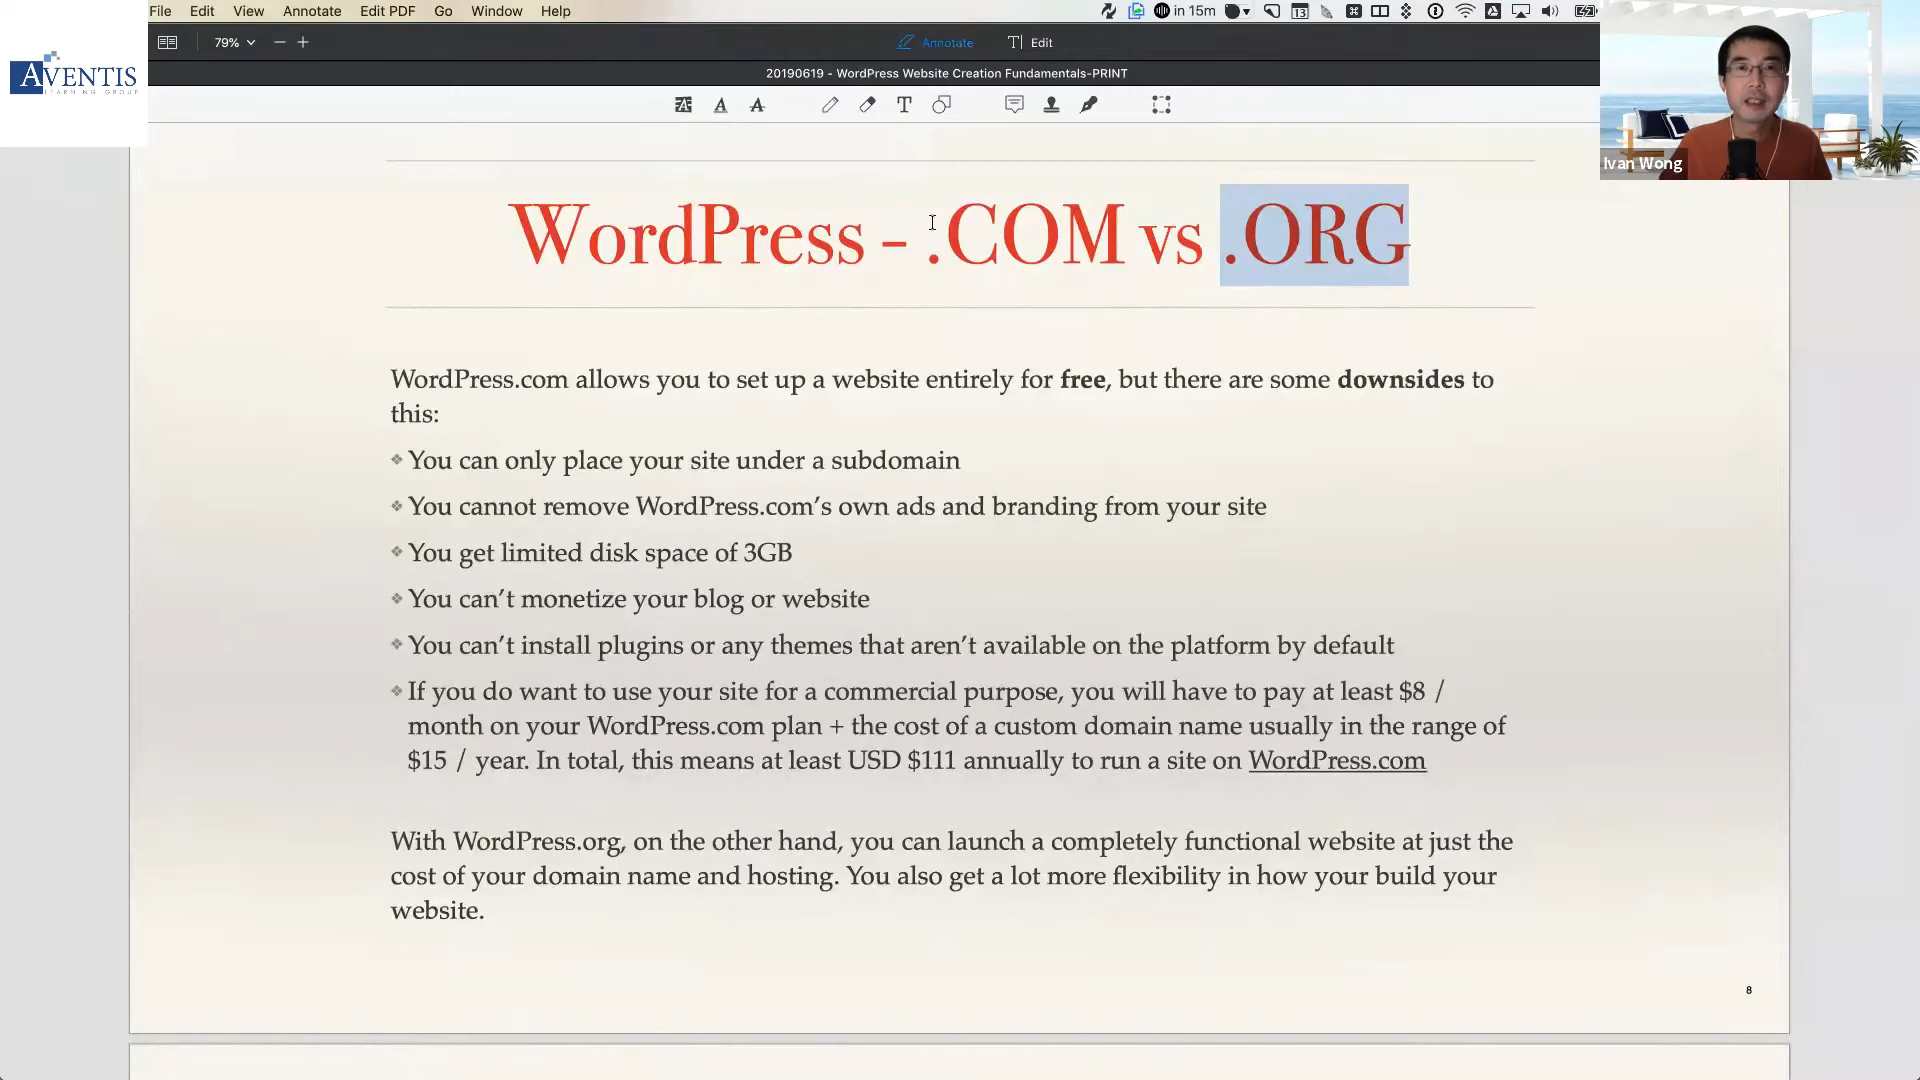 File Edit View Annotate Edit PDF Go Window Help
in 15m
13
AVENTIS
LEARNING GROUP
79%
Annotate
Edit
20190619 - WordPress Website Creation Fundamentals-PRINT
Ivan Wong
WordPress - .COM vs .ORG
WordPress.com allows you to set up a website entirely for free, but there are some downsides to
this:
❖ You can only place your site under a subdomain
❖ You cannot remove WordPress.com’s own ads and branding from your site
❖ You get limited disk space of 3GB
❖ You can’t monetize your blog or website
❖ You can’t install plugins or any themes that aren’t available on the platform by default
❖ If you do want to use your site for a commercial purpose, you will have to pay at least $8 /
month on your WordPress.com plan + the cost of a custom domain name usually in the range of
$15 / year. In total, this means at least USD $111 annually to run a site on WordPress.com
With WordPress.org, on the other hand, you can launch a completely functional website at just the
cost of your domain name and hosting. You also get a lot more flexibility in how your build your
website.
8